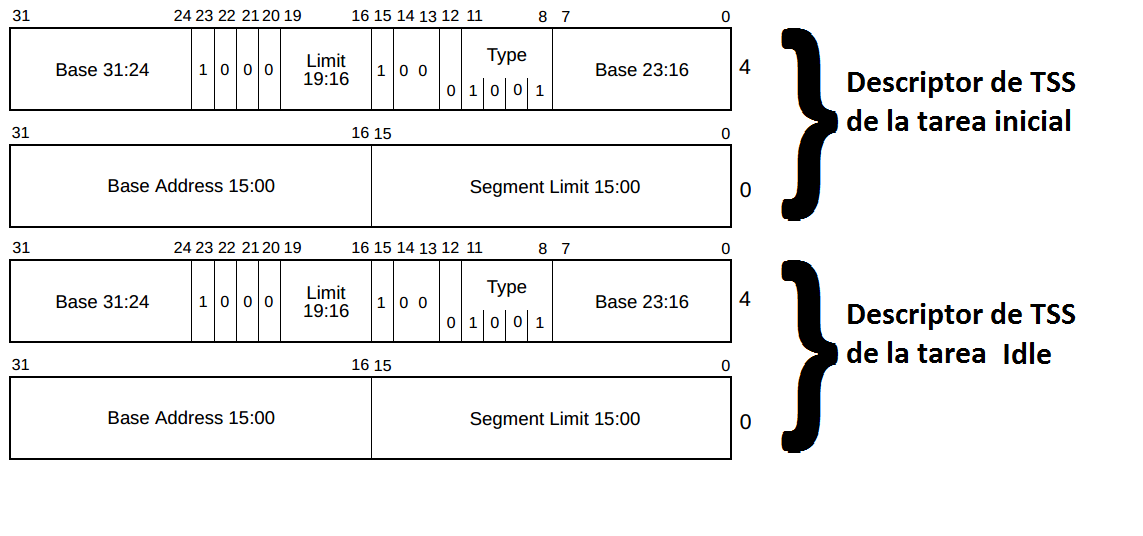 31 24 23 22 21 20 19 16 15 14 13 12 11 8 7 0
Base 31:24 1 0 0 0 Limit 19:16 1 0 0 Type 0 1 0 0 1 Base 23:16 4
Descriptor de TSS
de la tarea inicial
31 16 15 0
Base Address 15:00 Segment Limit 15:00 0
31 24 23 22 21 20 19 16 15 14 13 12 11 8 7 0
Base 31:24 1 0 0 0 Limit 19:16 1 0 0 Type 0 1 0 0 1 Base 23:16 4
Descriptor de TSS
de la tarea Idle
31 16 15 0
Base Address 15:00 Segment Limit 15:00 0